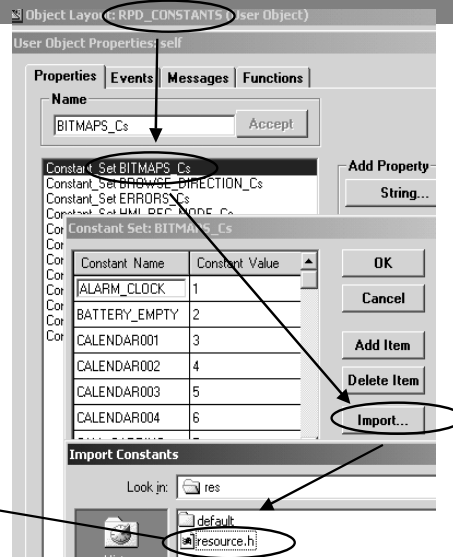 Object Layout: RPD_CONSTANTS (User Object)
User Object Properties: self
Properties Events Messages Functions
Name
BITMAPS_Cs Accept
Constant_Set BITMAPS_Cs
Constant_Set BROWSE_DIRECTION_Cs
Constant_Set ERRORS_Cs
Add Property
String...
Constant Set: BITMAPS_Cs
Constant Name Constant Value
ALARM_CLOCK 1
BATTERY_EMPTY 2
CALENDAR001 3
CALENDAR002 4
CALENDAR003 5
CALENDAR004 6
OK
Cancel
Add Item
Delete Item
Import...
Import Constants
Look in: res
default
resource.h